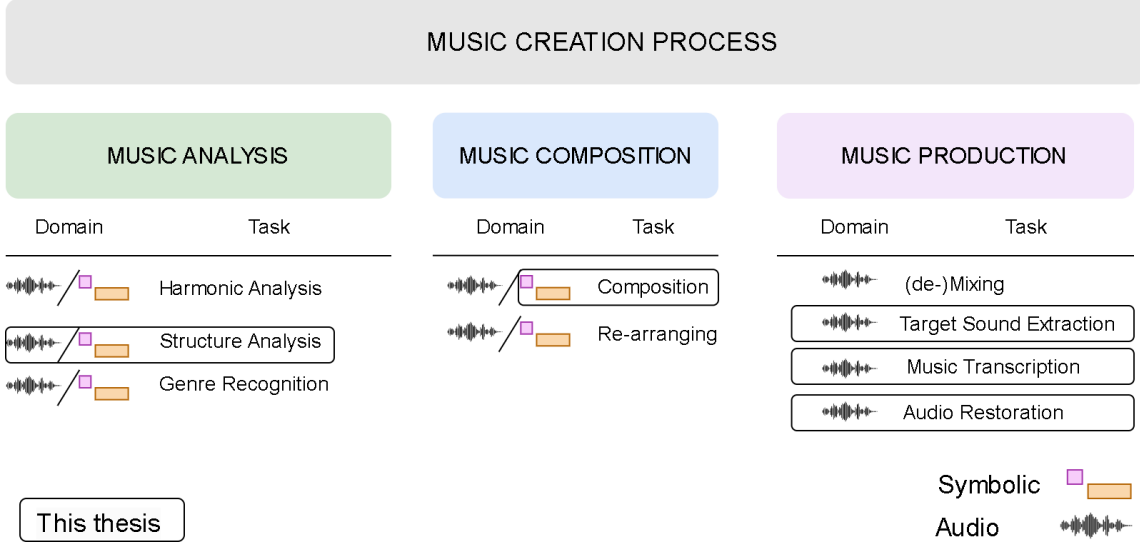 MUSIC CREATION PROCESS
MUSIC ANALYSIS
MUSIC COMPOSITION
MUSIC PRODUCTION
Domain Task
Domain Task
Domain Task
Harmonic Analysis
Structure Analysis
Genre Recognition
Composition
Re-arranging
(de-)Mixing
Target Sound Extraction
Music Transcription
Audio Restoration
This thesis
Symbolic
Audio